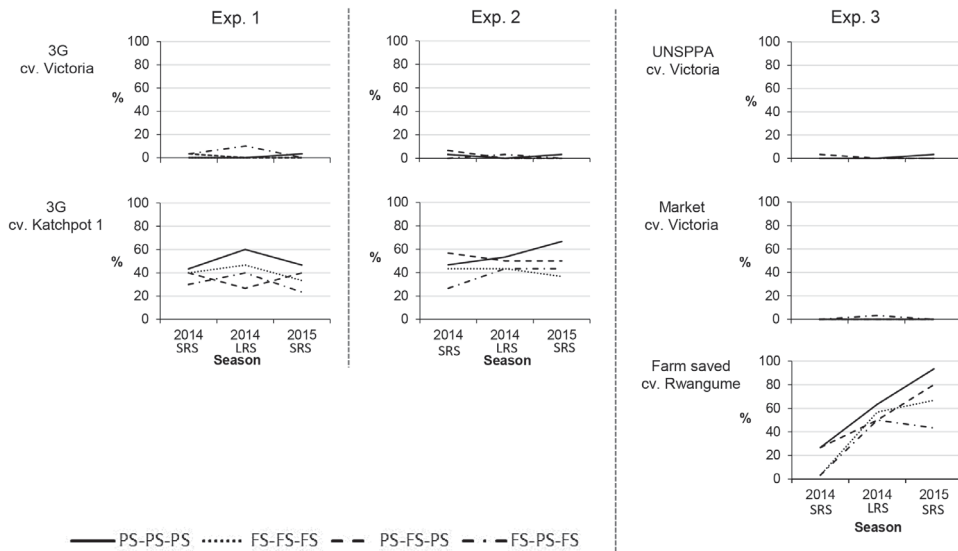 Exp. 1
3G
cv. Victoria
%
100
80
60
40
20
0
3G
cv. Katchpot 1
%
100
80
60
40
20
0
2014 2014 2015
SRS LRS SRS
Season
Exp. 2
%
100
80
60
40
20
0
%
100
80
60
40
20
0
2014 2014 2015
SRS LRS SRS
Season
Exp. 3
UNSPPA
cv. Victoria
%
100
80
60
40
20
0
Market
cv. Victoria
%
100
80
60
40
20
0
Farm saved
cv. Rwangume
%
100
80
60
40
20
0
2014 2014 2015
SRS LRS SRS
Season
PS-PS-PS FS-FS-FS PS-FS-PS FS-PS-FS